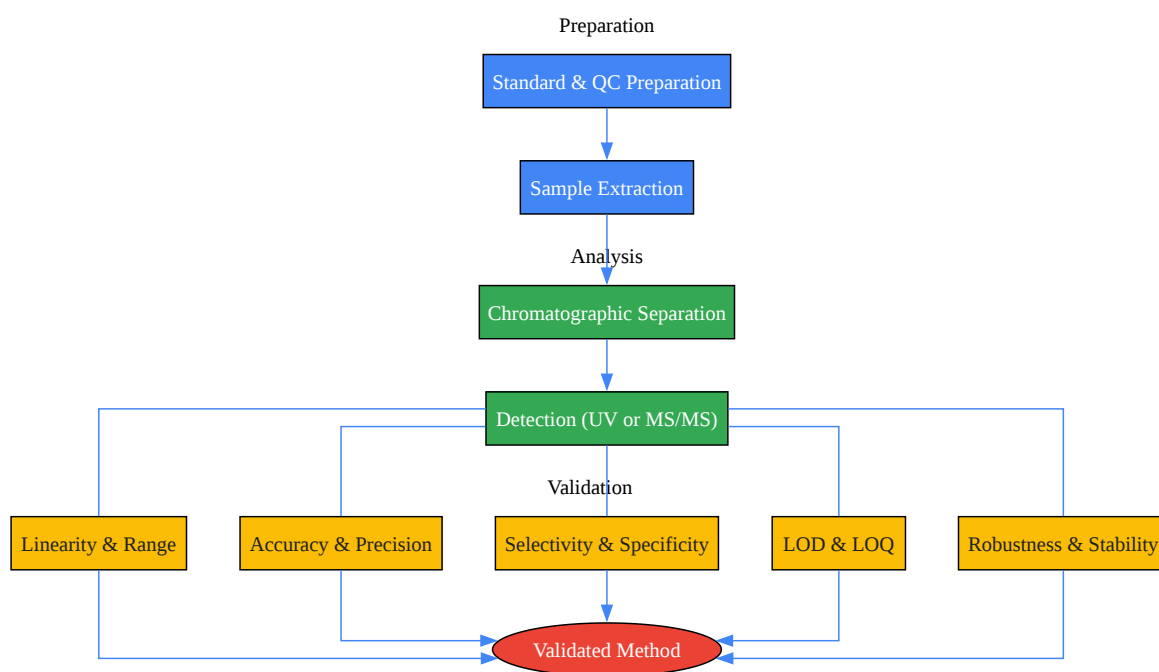 Preparation
Standard & QC Preparation
Sample Extraction
Analysis
Chromatographic Separation
Detection (UV or MS/MS)
Validation
Linearity & Range
Accuracy & Precision
Selectivity & Specificity
LOD & LOQ
Robustness & Stability
Validated Method